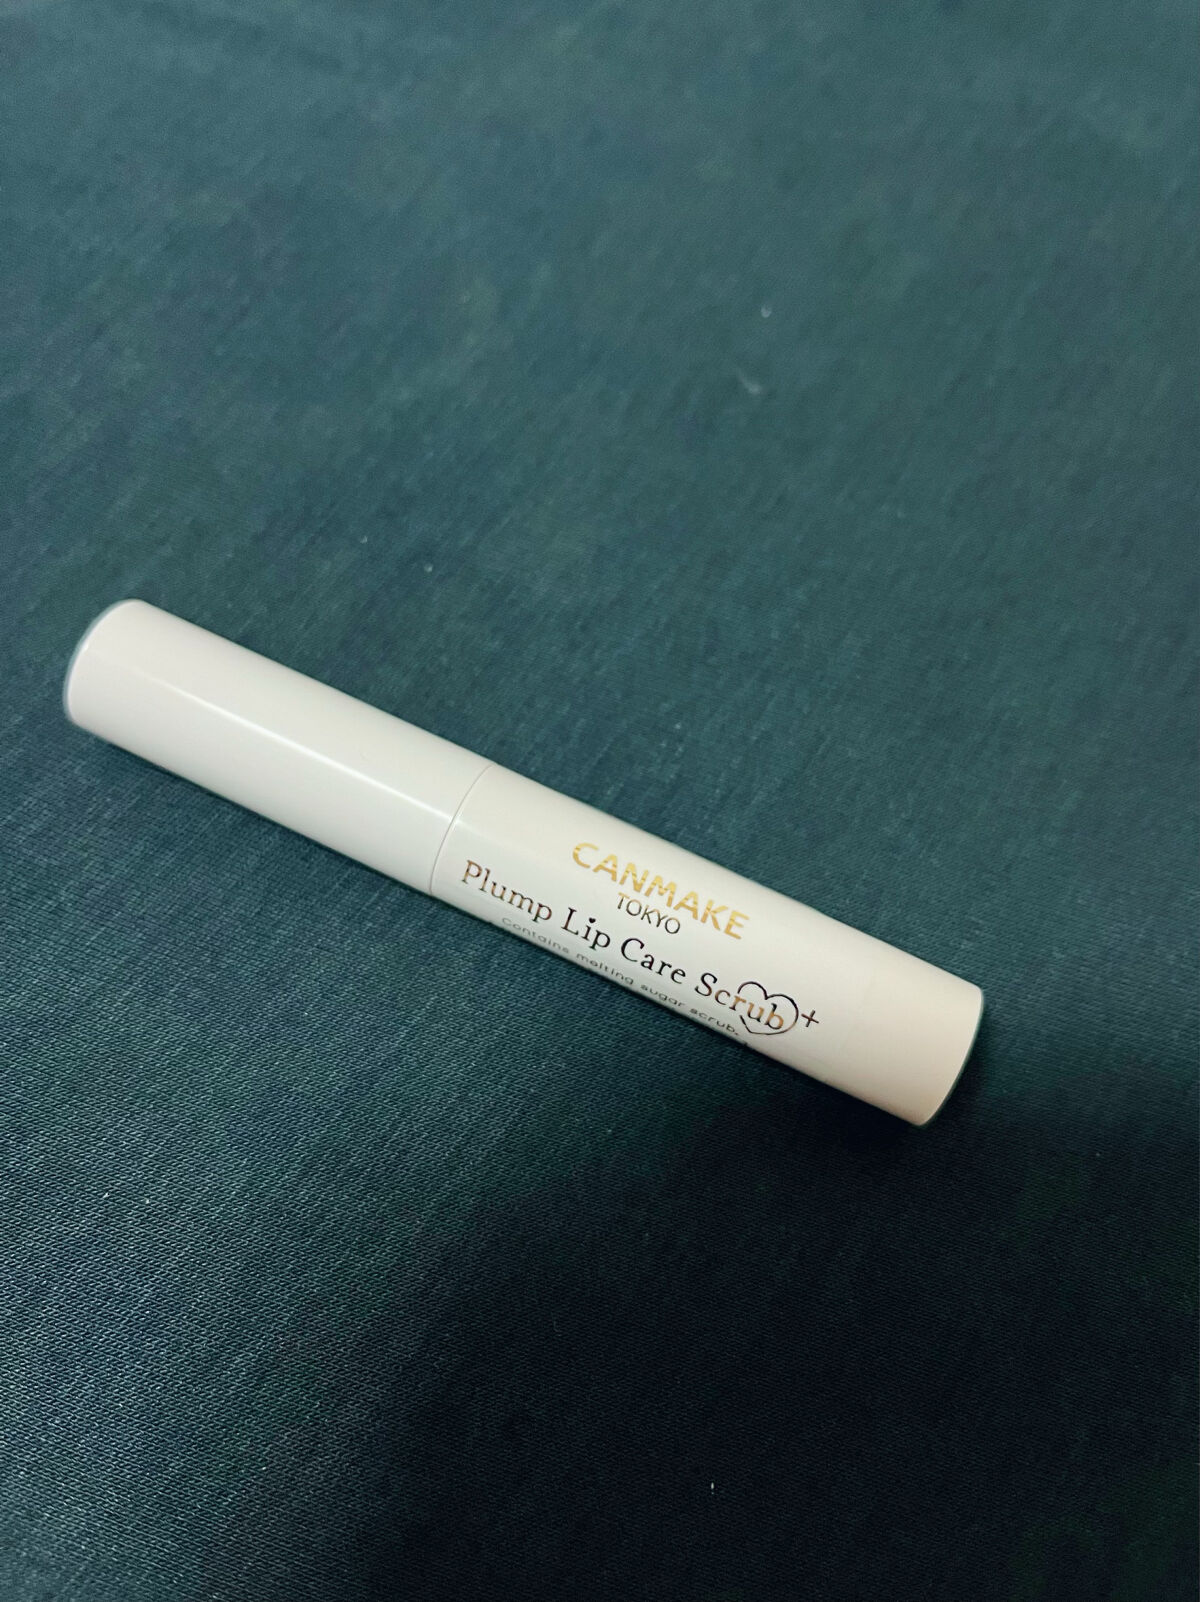 CANMAKE
TOKYO
Plump Lip Care Scrub +
Contains melting sugar scrub.